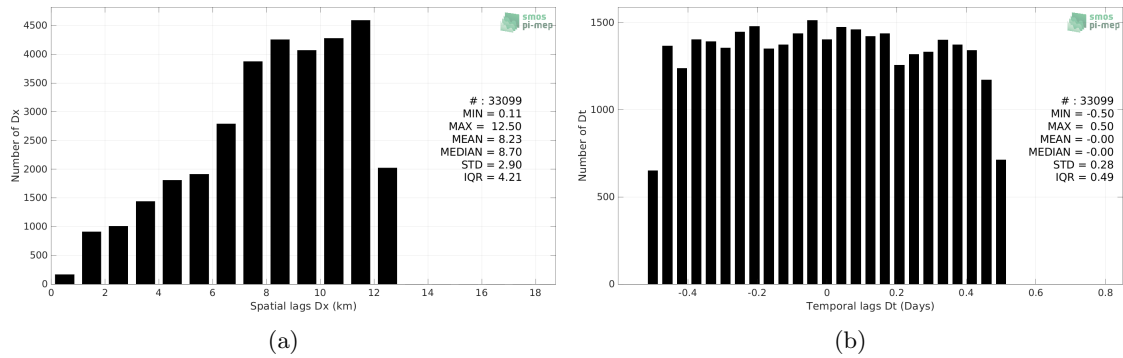 smos
pi-mep
4500
4000
3500
3000
2500
2000
1500
1000
500
0
Number of Dx
# : 33099
MIN = 0.11
MAX = 12.50
MEAN = 8.23
MEDIAN = 8.70
STD = 2.90
IQR = 4.21
0 2 4 6 8 10 12 14 16 18
Spatial lags Dx (km)
(a)
smos
pi-mep
1500
1000
500
0
Number of Dt
# : 33099
MIN = -0.50
MAX = 0.50
MEAN = -0.00
MEDIAN = -0.00
STD = 0.28
IQR = 0.49
-0.4 -0.2 0 0.2 0.4 0.6 0.8
Temporal lags Dt (Days)
(b)